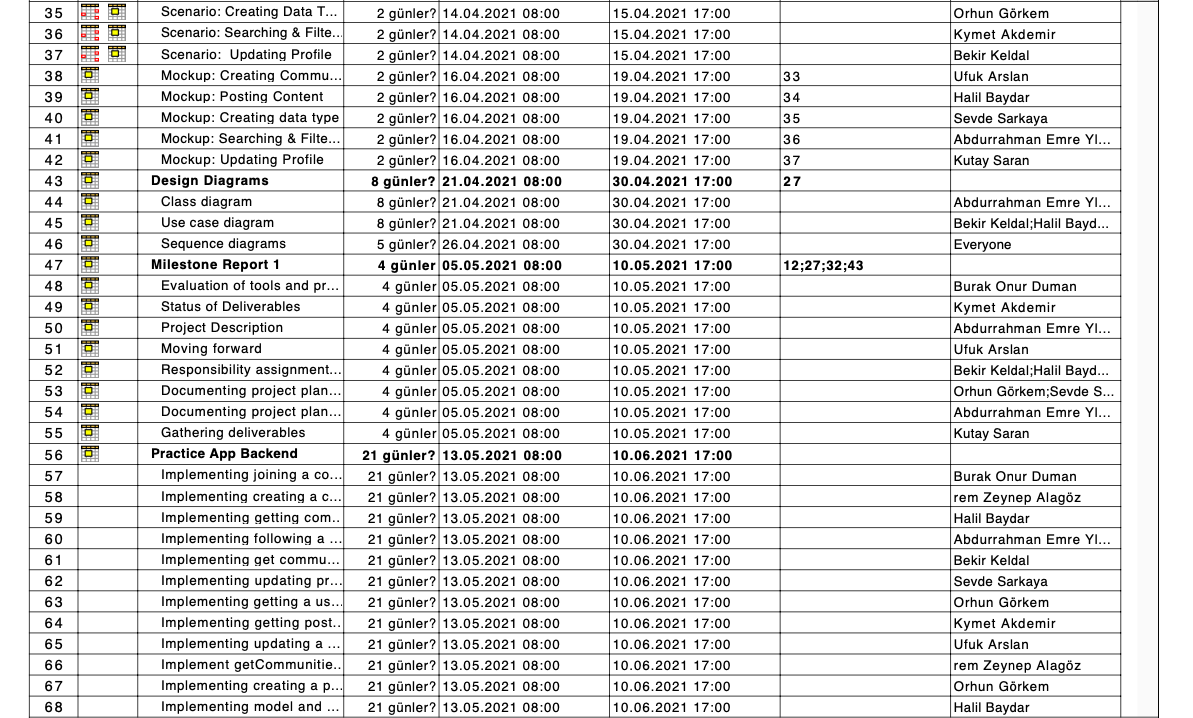 35 Scenario: Creating Data T... 2 günler? 14.04.2021 08:00 15.04.2021 17:00 Orhun Görkem
36 Scenario: Searching & Filte... 2 günler? 14.04.2021 08:00 15.04.2021 17:00 Kymet Akdemir
37 Scenario: Updating Profile 2 günler? 14.04.2021 08:00 15.04.2021 17:00 Bekir Keldal
38 Mockup: Creating Commu... 2 günler? 16.04.2021 08:00 19.04.2021 17:00 33 Ufuk Arslan
39 Mockup: Posting Content 2 günler? 16.04.2021 08:00 19.04.2021 17:00 34 Halil Baydar
40 Mockup: Creating data type 2 günler? 16.04.2021 08:00 19.04.2021 17:00 35 Sevde Sarkaya
41 Mockup: Searching & Filte... 2 günler? 16.04.2021 08:00 19.04.2021 17:00 36 Abdurrahman Emre Yl...
42 Mockup: Updating Profile 2 günler? 16.04.2021 08:00 19.04.2021 17:00 37 Kutay Saran
43 Design Diagrams 8 günler? 21.04.2021 08:00 30.04.2021 17:00 27
44 Class diagram 8 günler? 21.04.2021 08:00 30.04.2021 17:00 Abdurrahman Emre Yl...
45 Use case diagram 8 günler? 21.04.2021 08:00 30.04.2021 17:00 Bekir Keldal;Halil Bayd...
46 Sequence diagrams 5 günler? 26.04.2021 08:00 30.04.2021 17:00 Everyone
47 Milestone Report 1 4 günler 05.05.2021 08:00 10.05.2021 17:00 12;27;32;43
48 Evaluation of tools and pr... 4 günler 05.05.2021 08:00 10.05.2021 17:00 Burak Onur Duman
49 Status of Deliverables 4 günler 05.05.2021 08:00 10.05.2021 17:00 Kymet Akdemir
50 Project Description 4 günler 05.05.2021 08:00 10.05.2021 17:00 Abdurrahman Emre Yl...
51 Moving forward 4 günler 05.05.2021 08:00 10.05.2021 17:00 Ufuk Arslan
52 Responsibility assignment... 4 günler 05.05.2021 08:00 10.05.2021 17:00 Bekir Keldal;Halil Bayd...
53 Documenting project plan... 4 günler 05.05.2021 08:00 10.05.2021 17:00 Orhun Görkem;Sevde S...
54 Documenting project plan... 4 günler 05.05.2021 08:00 10.05.2021 17:00 Abdurrahman Emre Yl...
55 Gathering deliverables 4 günler 05.05.2021 08:00 10.05.2021 17:00 Kutay Saran
56 Practice App Backend 21 günler? 13.05.2021 08:00 10.06.2021 17:00
57 Implementing joining a co... 21 günler? 13.05.2021 08:00 10.06.2021 17:00 Burak Onur Duman
58 Implementing creating a c... 21 günler? 13.05.2021 08:00 10.06.2021 17:00 rem Zeynep Alagöz
59 Implementing getting com... 21 günler? 13.05.2021 08:00 10.06.2021 17:00 Halil Baydar
60 Implementing following a ... 21 günler? 13.05.2021 08:00 10.06.2021 17:00 Abdurrahman Emre Yl...
61 Implementing get commu... 21 günler? 13.05.2021 08:00 10.06.2021 17:00 Bekir Keldal
62 Implementing updating pr... 21 günler? 13.05.2021 08:00 10.06.2021 17:00 Sevde Sarkaya
63 Implementing getting a us... 21 günler? 13.05.2021 08:00 10.06.2021 17:00 Orhun Görkem
64 Implementing getting post... 21 günler? 13.05.2021 08:00 10.06.2021 17:00 Kymet Akdemir
65 Implementing updating a ... 21 günler? 13.05.2021 08:00 10.06.2021 17:00 Ufuk Arslan
66 Implement getCommunitie... 21 günler? 13.05.2021 08:00 10.06.2021 17:00 rem Zeynep Alagöz
67 Implementing creating a p... 21 günler? 13.05.2021 08:00 10.06.2021 17:00 Orhun Görkem
68 Implementing model and ... 21 günler? 13.05.2021 08:00 10.06.2021 17:00 Halil Baydar